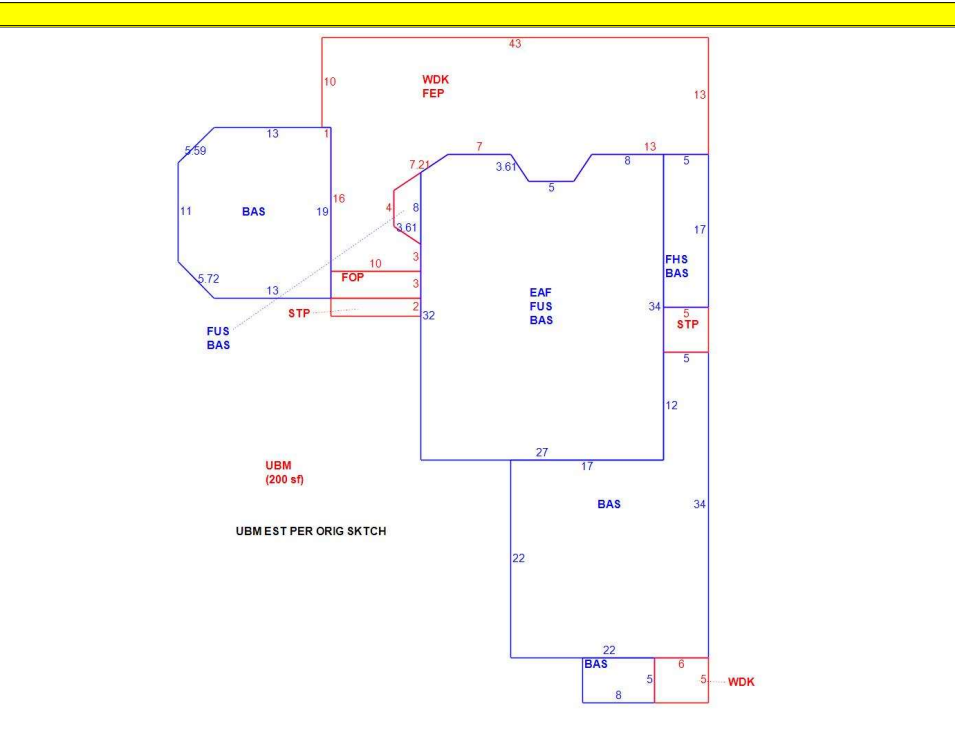 43
10
WDK
FEP
13
13
1
5.59
7
13
7.21
3.61
8
5
5
16
4
8
11
BAS
19
3.61
17
3
10
FHS
BAS
5.72
FOP
3
13
EAF
FUS
BAS
34
STP
2
32
5
STP
FUS
BAS
5
12
27
17
UBM
(200 sf)
BAS
34
UBM EST PER ORIG SKTCH
22
22
BAS
6
5
5
WDK
8